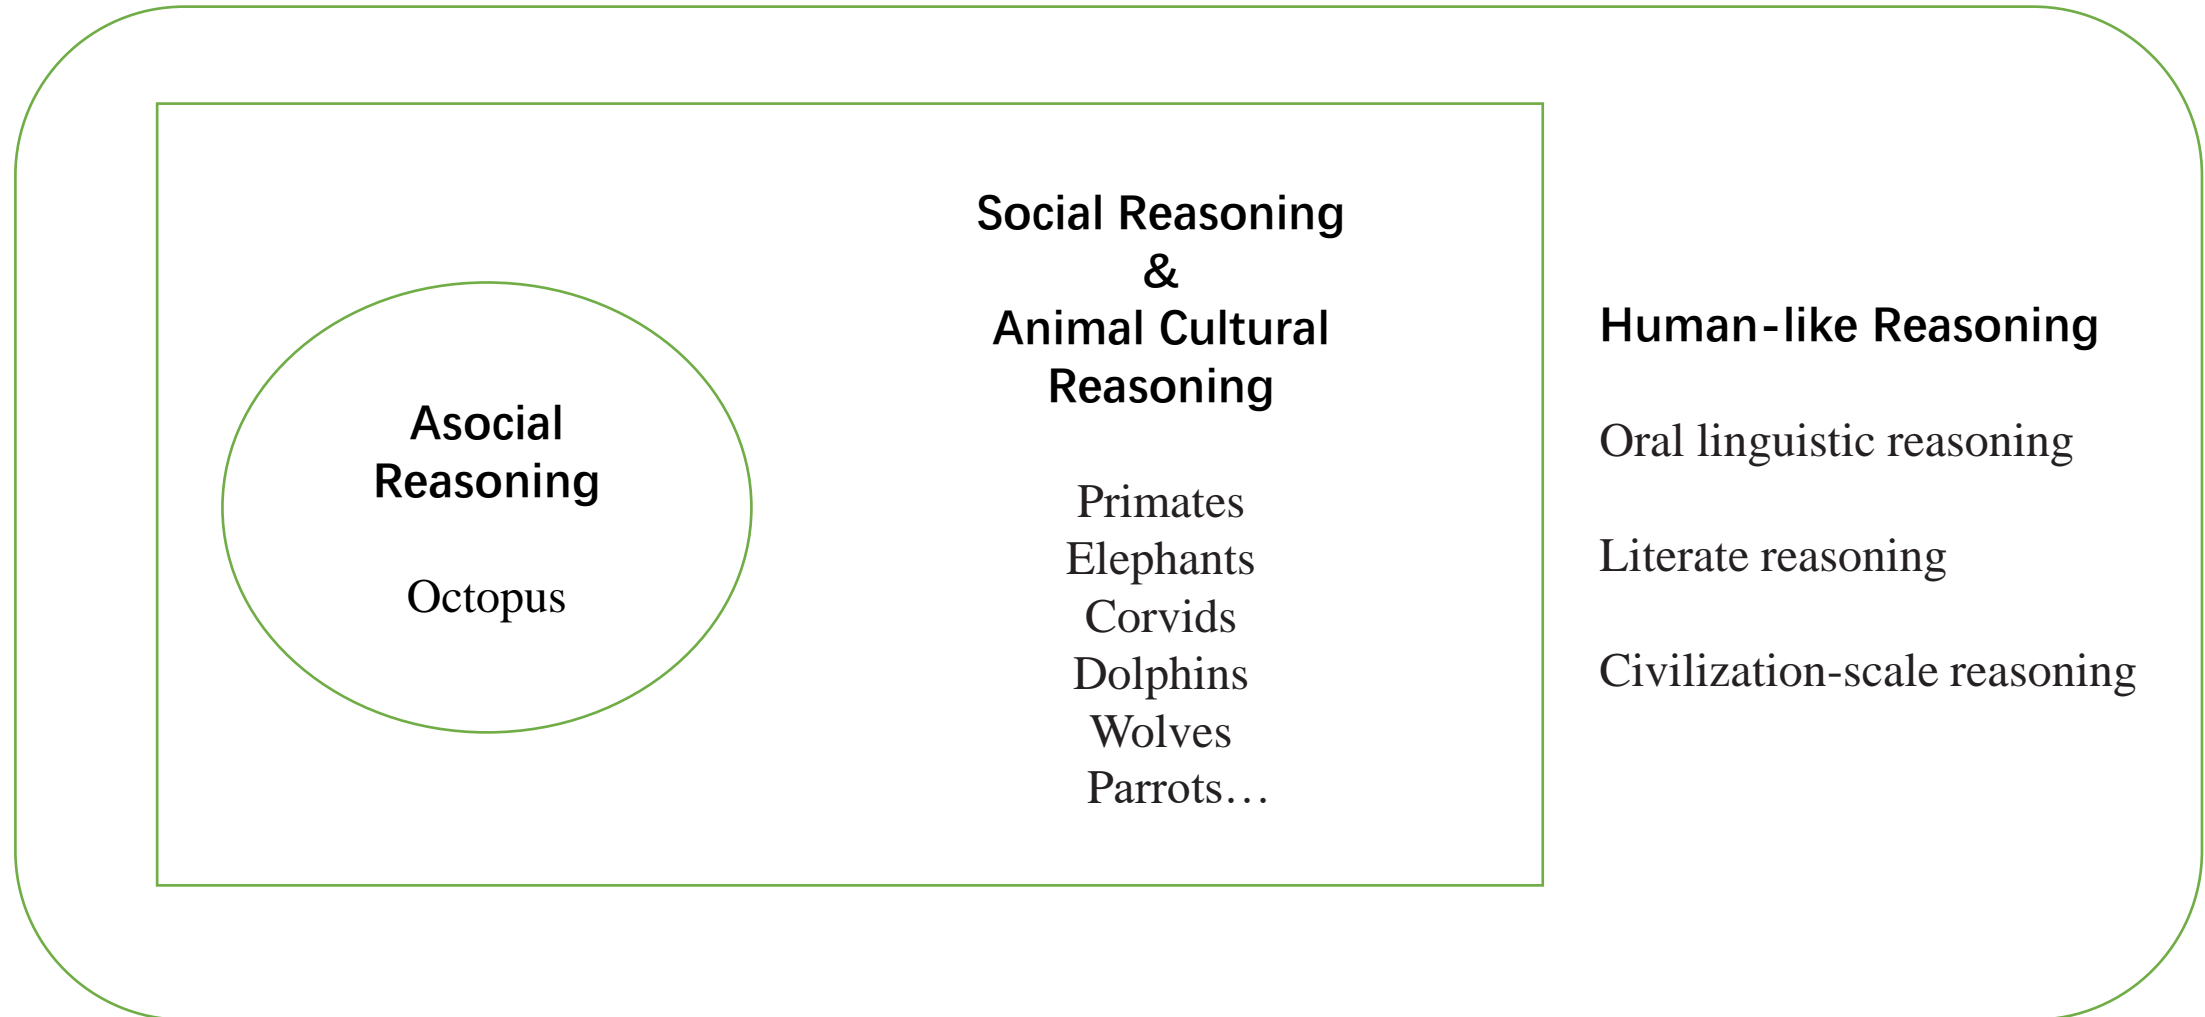 Asocial
Reasoning
Octopus
Social Reasoning
&
Animal Cultural
Reasoning
Primates
Elephants
Corvids
Dolphins
Wolves
Parrots…
Human-like Reasoning
Oral linguistic reasoning
Literate reasoning
Civilization-scale reasoning